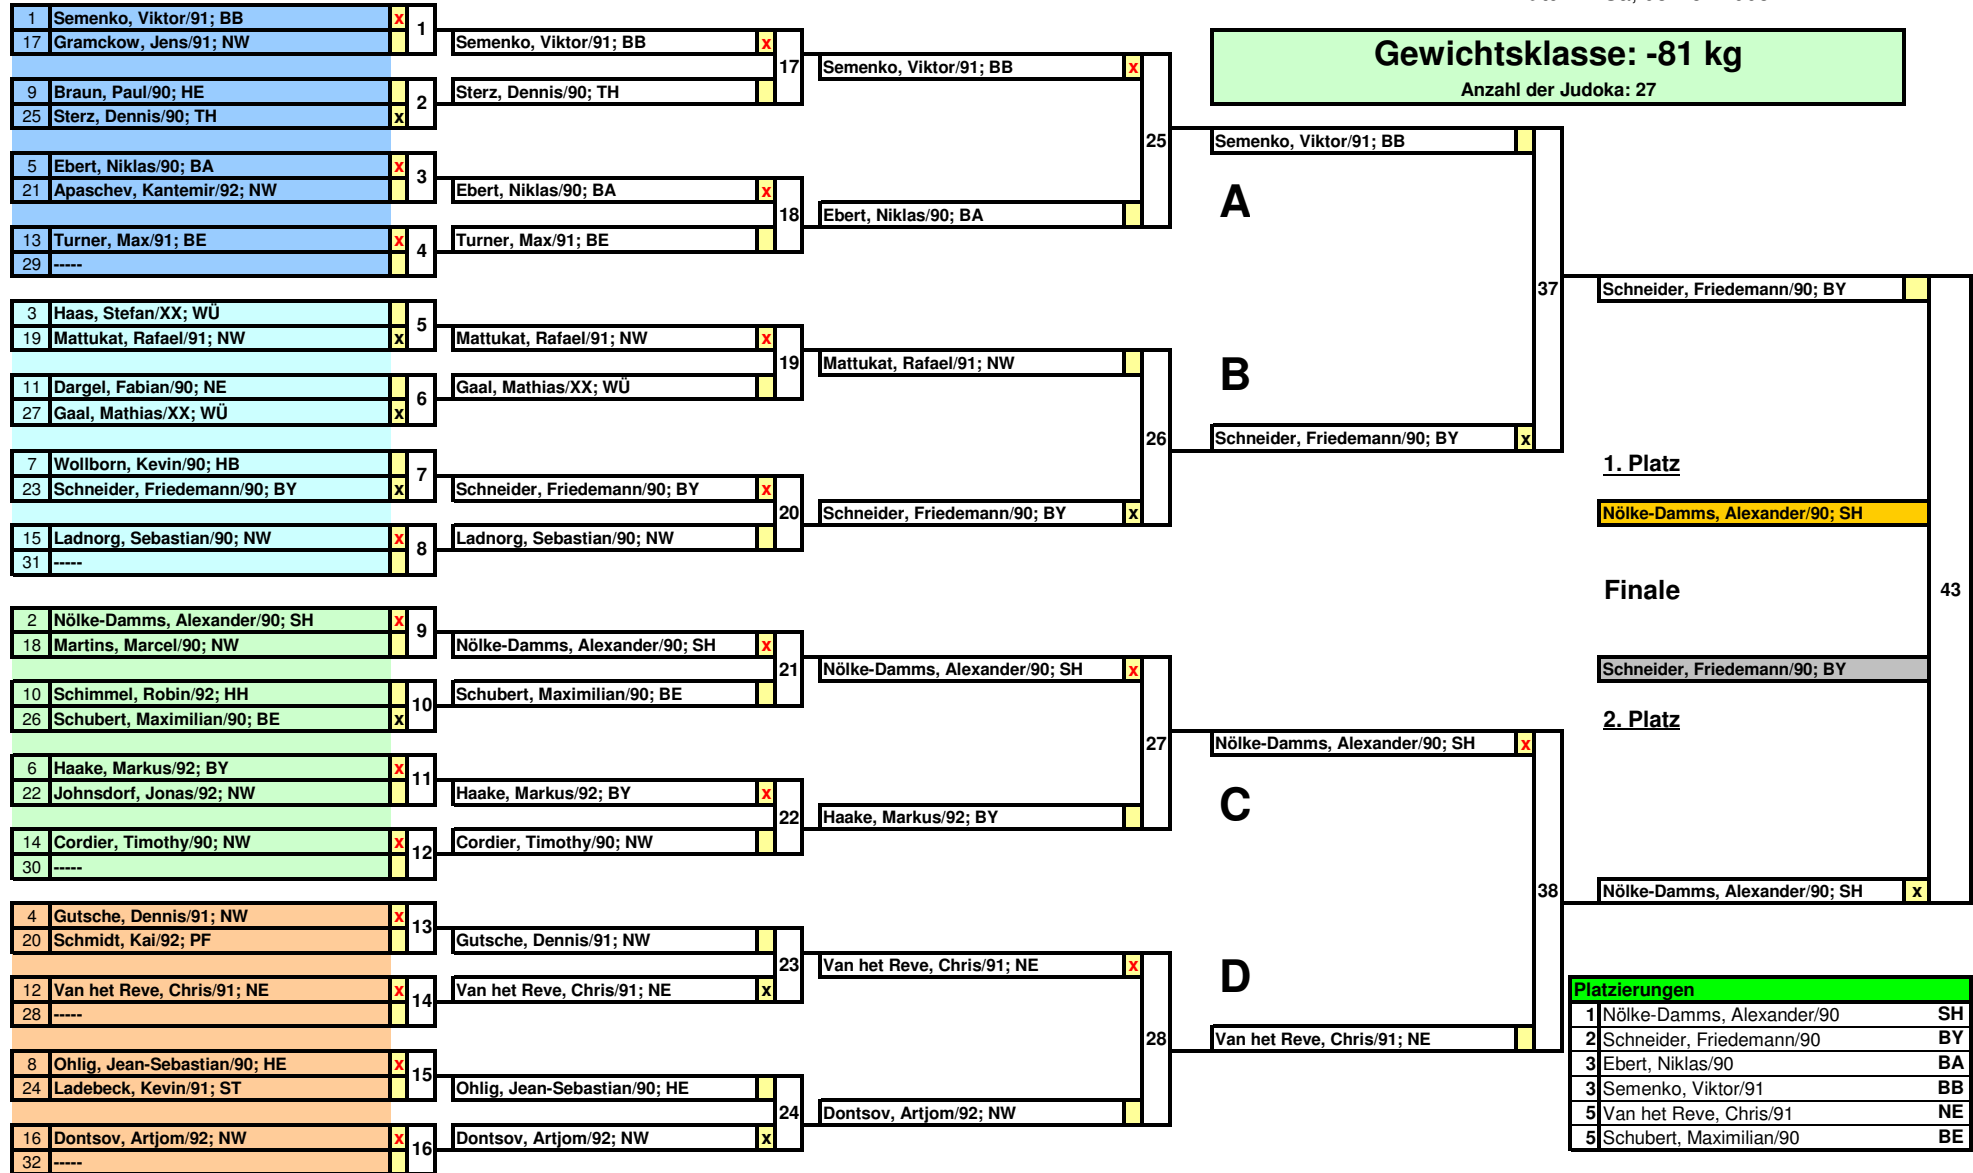 Gewichtsklasse: -81 kg
Anzahl der Judoka: 27
1 Semenko, Viktor/91; BB x
17 Gramckow, Jens/91; NW
1
9 Braun, Paul/90; HE
25 Sterz, Dennis/90; TH x
2
5 Ebert, Niklas/90; BA x
21 Apaschev, Kantemir/92; NW
3
13 Turner, Max/91; BE x
29 -----
4
3 Haas, Stefan/XX; WÜ
19 Mattukat, Rafael/91; NW x
5
11 Dargel, Fabian/90; NE
27 Gaal, Mathias/XX; WÜ x
6
7 Wollborn, Kevin/90; HB
23 Schneider, Friedemann/90; BY x
7
15 Ladnorg, Sebastian/90; NW x
31 -----
8
2 Nölke-Damms, Alexander/90; SH x
18 Martins, Marcel/90; NW
9
10 Schimmel, Robin/92; HH
26 Schubert, Maximilian/90; BE x
10
6 Haake, Markus/92; BY x
22 Johnsdorf, Jonas/92; NW
11
14 Cordier, Timothy/90; NW x
30 -----
12
4 Gutsche, Dennis/91; NW x
20 Schmidt, Kai/92; PF
13
12 Van het Reve, Chris/91; NE x
28 -----
14
8 Ohlig, Jean-Sebastian/90; HE x
24 Ladebeck, Kevin/91; ST
15
16 Dontsov, Artjom/92; NW x
32 -----
16
Semenko, Viktor/91; BB x
17
Sterz, Dennis/90; TH
Ebert, Niklas/90; BA x
18
Turner, Max/91; BE
Mattukat, Rafael/91; NW x
19
Gaal, Mathias/XX; WÜ
Schneider, Friedemann/90; BY x
20
Ladnorg, Sebastian/90; NW
Nölke-Damms, Alexander/90; SH x
21
Schubert, Maximilian/90; BE
Haake, Markus/92; BY x
22
Cordier, Timothy/90; NW
Gutsche, Dennis/91; NW
23
Van het Reve, Chris/91; NE x
Ohlig, Jean-Sebastian/90; HE
24
Dontsov, Artjom/92; NW x
Semenko, Viktor/91; BB x
25
Ebert, Niklas/90; BA
Mattukat, Rafael/91; NW
26
Schneider, Friedemann/90; BY x
Nölke-Damms, Alexander/90; SH x
27
Haake, Markus/92; BY
Van het Reve, Chris/91; NE x
28
Dontsov, Artjom/92; NW
Semenko, Viktor/91; BB
A
37
B
Schneider, Friedemann/90; BY x
Nölke-Damms, Alexander/90; SH x
C
38
D
Van het Reve, Chris/91; NE
Schneider, Friedemann/90; BY
1. Platz
Nölke-Damms, Alexander/90; SH
Finale
43
Schneider, Friedemann/90; BY
2. Platz
Nölke-Damms, Alexander/90; SH x
Platzierungen
1 Nölke-Damms, Alexander/90 SH
2 Schneider, Friedemann/90 BY
3 Ebert, Niklas/90 BA
3 Semenko, Viktor/91 BB
5 Van het Reve, Chris/91 NE
5 Schubert, Maximilian/90 BE